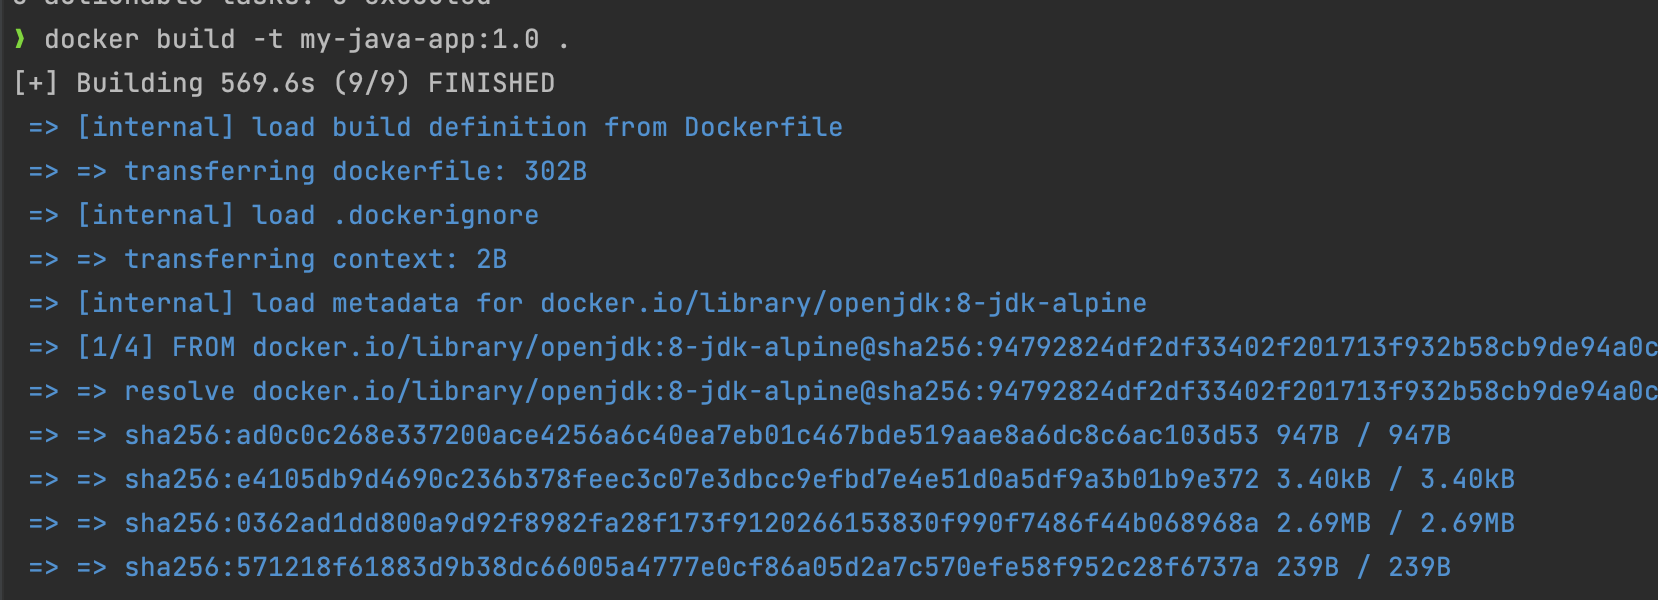 ❯ docker build -t my-java-app:1.0 .
[+] Building 569.6s (9/9) FINISHED
=> [internal] load build definition from Dockerfile
=> => transferring dockerfile: 302B
=> [internal] load .dockerignore
=> => transferring context: 2B
=> [internal] load metadata for docker.io/library/openjdk:8-jdk-alpine
=> [1/4] FROM docker.io/library/openjdk:8-jdk-alpine@sha256:94792824df2df33402f201713f932b58cb9de94a0c
=> => resolve docker.io/library/openjdk:8-jdk-alpine@sha256:94792824df2df33402f201713f932b58cb9de94a0c
=> => sha256:ad0c0c268e337200ace4256a6c40ea7eb01c467bde519aae8a6dc8c6ac103d53 947B / 947B
=> => sha256:e4105db9d4690c236b378feec3c07e3dbcc9efbd7e4e51d0a5df9a3b01b9e372 3.40kB / 3.40kB
=> => sha256:0362ad1dd800a9d92f8982fa28f173f9120266153830f990f7486f44b068968a 2.69MB / 2.69MB
=> => sha256:571218f61883d9b38dc66005a4777e0cf86a05d2a7c570efe58f952c28f6737a 239B / 239B